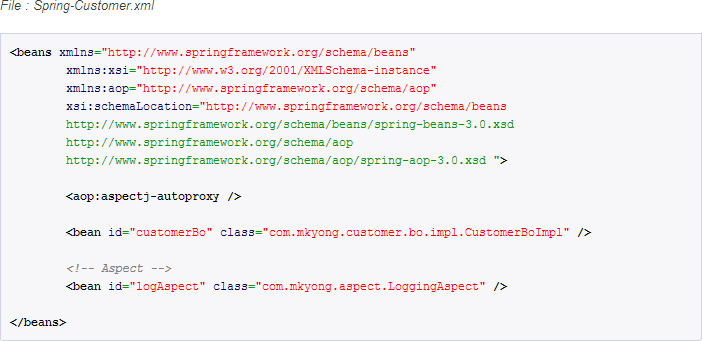 File : Spring-Customer.xml
<beans xmlns="http://www.springframework.org/schema/beans"
xmlns:xsi="http://www.w3.org/2001/XMLSchema-instance"
xmlns:aop="http://www.springframework.org/schema/aop"
xsi:schemaLocation="http://www.springframework.org/schema/beans
http://www.springframework.org/schema/beans/spring-beans-3.0.xsd
http://www.springframework.org/schema/aop
http://www.springframework.org/schema/aop/spring-aop-3.0.xsd ">
<aop:aspectj-autoproxy />
<bean id="customerBo" class="com.mkyong.customer.bo.impl.CustomerBoImpl" />
<!-- Aspect -->
<bean id="logAspect" class="com.mkyong.aspect.LoggingAspect" />
</beans>